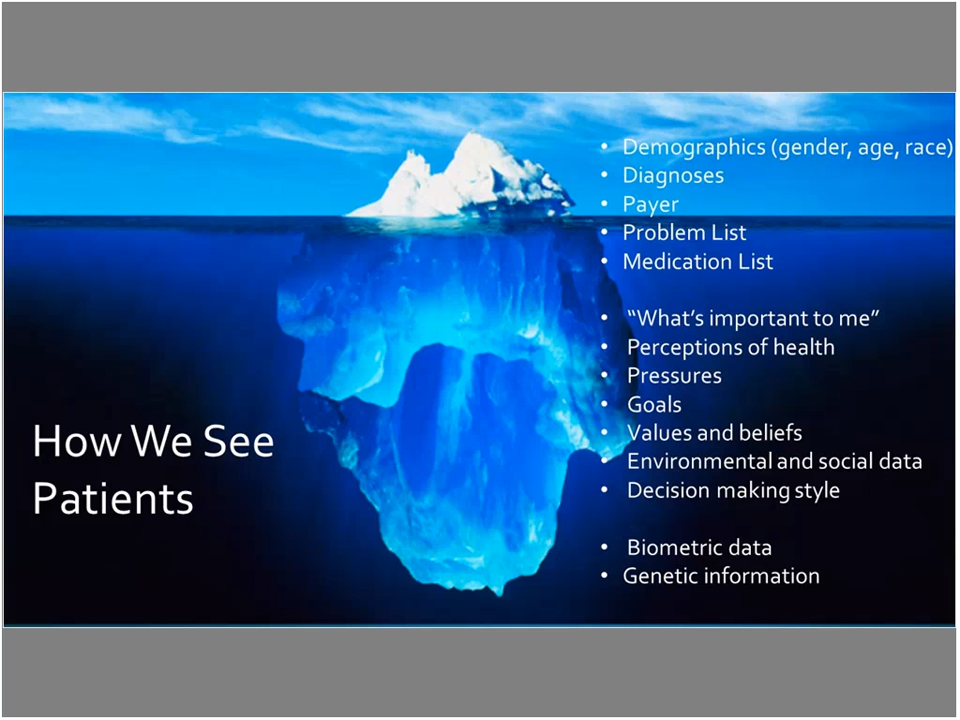 • Demographics (gender, age, race)
• Diagnoses
• Payer
• Problem List
• Medication List
• “What’s important to me”
• Perceptions of health
• Pressures
• Goals
• Values and beliefs
• Environmental and social data
• Decision making style
• Biometric data
• Genetic information
How We See
Patients